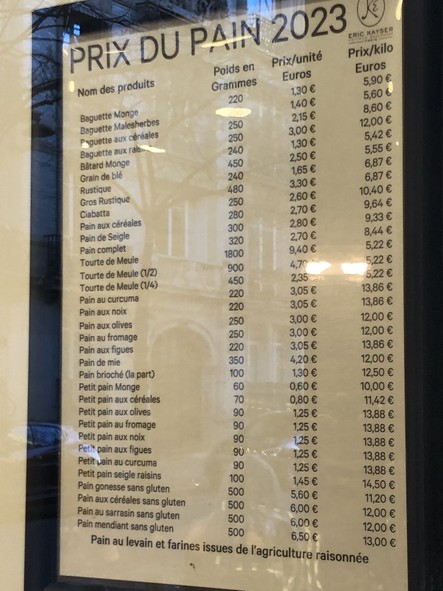 PRIX DU PAIN 2023
ERIC KAYSER
Nom des produits Poids en Grammes Prix/unité Euros Prix/kilo Euros
Baguette Monge 220 1,30 € 5,90 €
Baguette Malesherbes 1,40 € 5,60 €
Baguette aux céréales 250 2,15 € 8,60 €
Baguette aux 250 3,00 € 12,00 €
Bâtard Monge 240 1,30 € 5,42 €
Grain de blé 450 2,50 € 5,55 €
Rustique 240 1,65 € 6,87 €
Gros Rustique 480 3,30 € 6,87 €
Ciabatta 250 2,60 € 10,40 €
Pain aux céréales 280 2,70 € 9,64 €
Pain de Seigle 300 2,80 € 9,33 €
Pain complet 320 2,70 € 8,44 €
Tourte de Meule 1800 9,40 € 5,22 €
Tourte de Meule (1/2) 900 4,70 5,22 €
Tourte de Meule (1/4) 450 2,35 5,22 €
Pain au curcuma 220 3,05 € 13,86 €
Pain aux noix 220 3,05 € 13,86 €
Pain aux olives 250 3,00 € 12,00 €
Pain au fromage 250 3,00 € 12,00 €
Pain aux figues 220 3,05 € 13,86 €
Pain de mie 350 4,20 € 12,00 €
Pain brioché (la part) 100 1,30 € 12,50 €
Petit pain Monge 60 0,60 € 10,00 €
Petit pain aux céréales 70 0,80 € 11,42 €
Petit pain aux olives 90 1,25 € 13,88 €
Petit pain au fromage 90 1,25 € 13,88 €
Petit pain aux noix 90 1,25 € 13,88 €
Petit pain aux figues 90 1,25 € 13,88 €
Petit pain au curcuma 90 1,25 € 13,88 €
Petit pain seigle raisins 100 1,45 € 14,50 €
Pain gonesse sans gluten 500 5,60 € 11,20 €
Pain aux céréales sans gluten 500 6,00 € 12,00 €
Pain au sarrasin sans gluten 500 6,00 € 12,00 €
Pain mendiant sans gluten 500 6,50 € 13,00 €
Pain au levain et farines issues de l'agriculture raisonnée